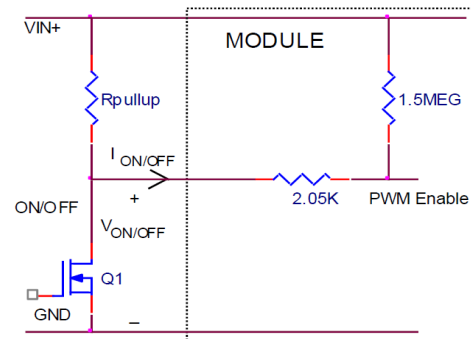 VIN+
MODULE
Rpullup
1.5MEG
I ON/OFF
+
2.05K
PWM Enable
ON/OFF
V ON/OFF
Q1
GND
–